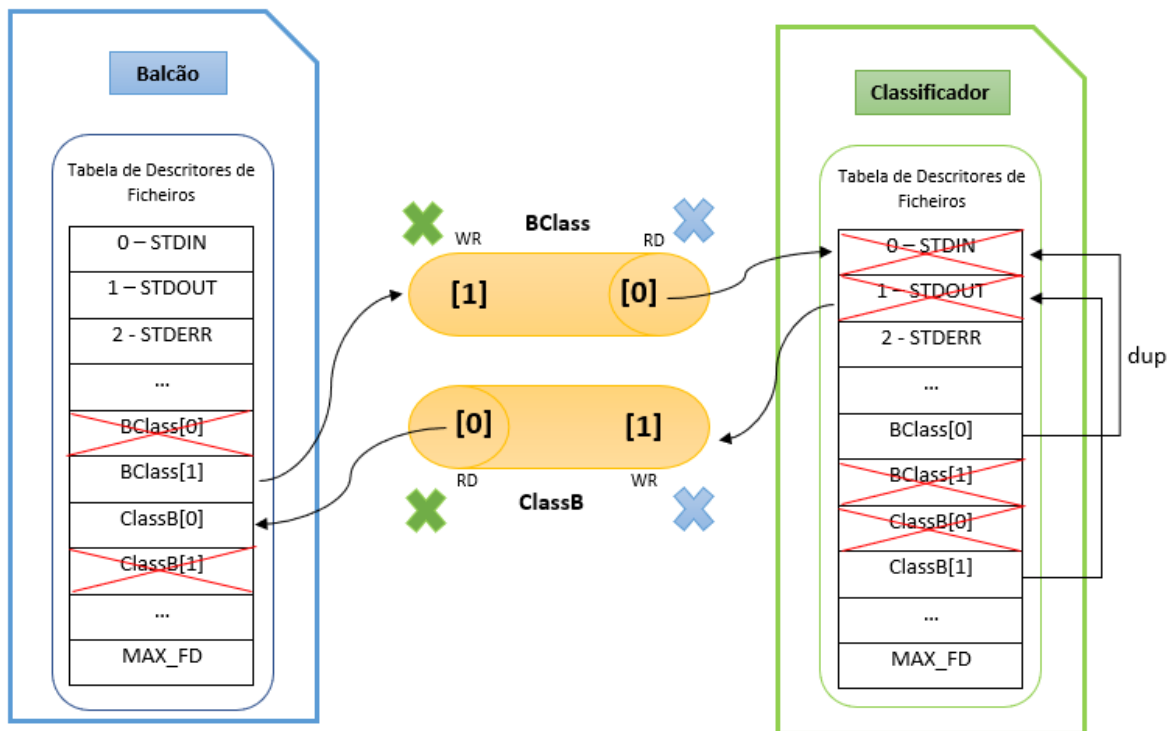 Balcão
Tabela de Descritores de
Ficheiros
0 – STDIN
1 – STDOUT
2 - STDERR
...
BClass[0]
BClass[1]
ClassB[0]
ClassB[1]
...
MAX_FD
BClass
WR
RD
[1]
[0]
[0]
[1]
RD
WR
ClassB
Classificador
Tabela de Descritores de
Ficheiros
0 – STDIN
1 – STDOUT
2 - STDERR
...
BClass[0]
BClass[1]
ClassB[0]
ClassB[1]
...
MAX_FD
dup